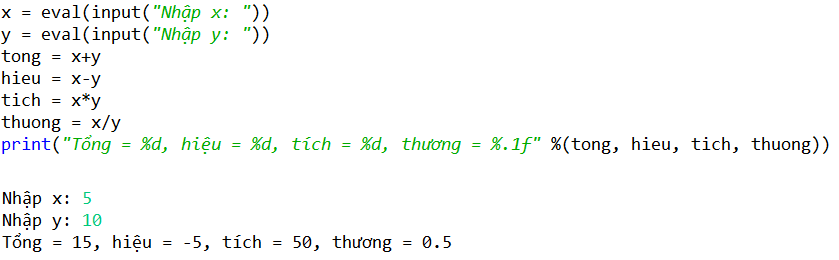 x = eval(input("Nhập x: "))
y = eval(input("Nhập y: "))
tong = x+y
hieu = x-y
tich = x*y
thuong = x/y
print("Tổng = %d, hiệu = %d, tích = %d, thương = %.1f" %(tong, hieu, tich, thuong))
Nhập x: 5
Nhập y: 10
Tổng = 15, hiệu = -5, tích = 50, thương = 0.5